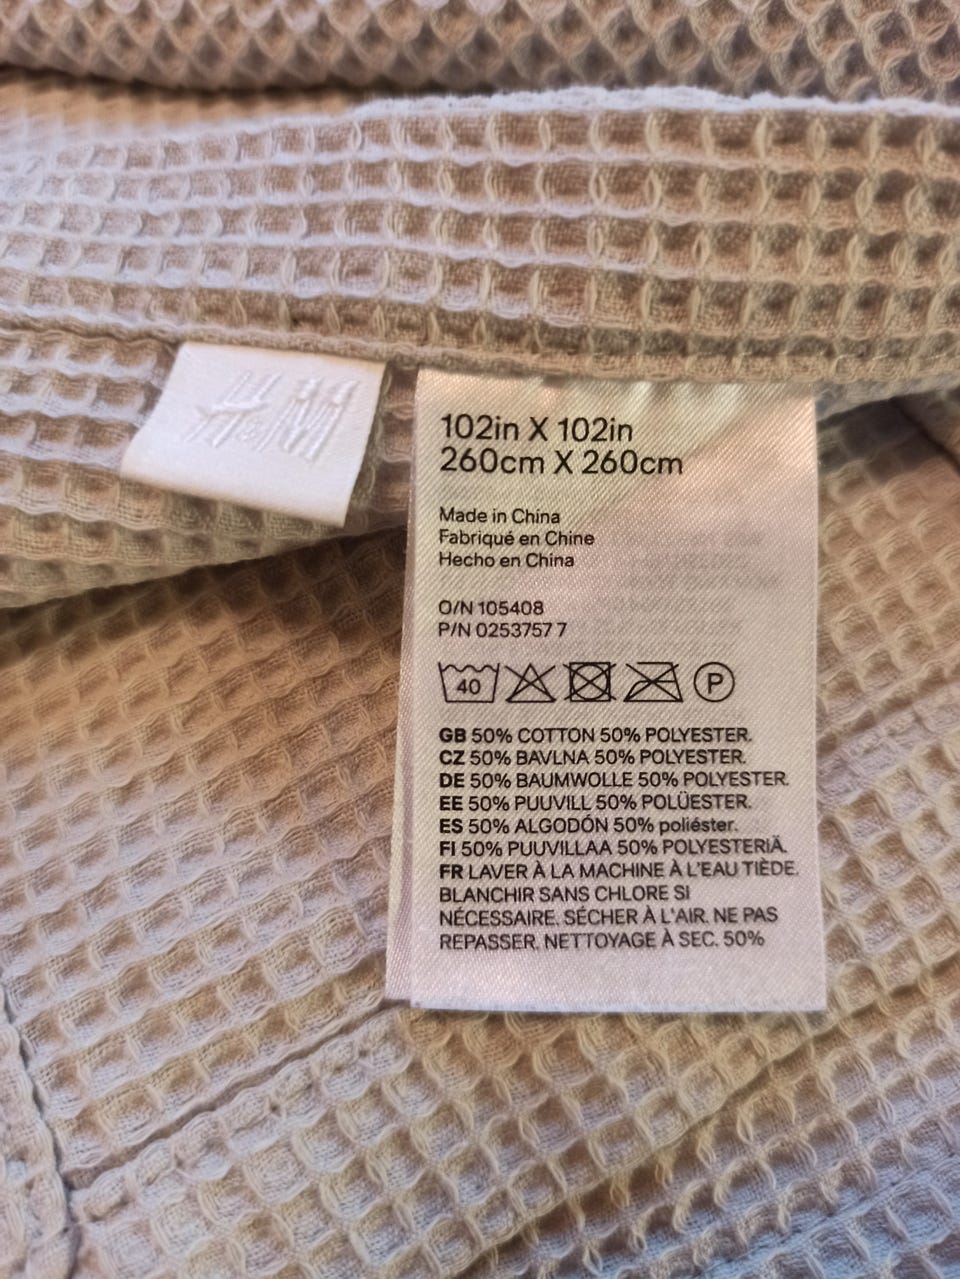 H&M
102in X 102in
260cm X 260cm
Made in China
Fabriqué en Chine
Hecho en China
O/N 105408
P/N 0253757 7
40 P
GB 50% COTTON 50% POLYESTER.
CZ 50% BAVLNA 50% POLYESTER.
DE 50% BAUMWOLLE 50% POLYESTER.
EE 50% PUUVILL 50% POLÜESTER.
ES 50% ALGODÓN 50% poliéster.
FI 50% PUUVILLAA 50% POLYESTERIÄ.
FR LAVER À LA MACHINE À L'EAU TIÈDE.
BLANCHIR SANS CHLORE SI
NÉCESSAIRE. SÉCHER À L'AIR. NE PAS
REPASSER. NETTOYAGE À SEC. 50%